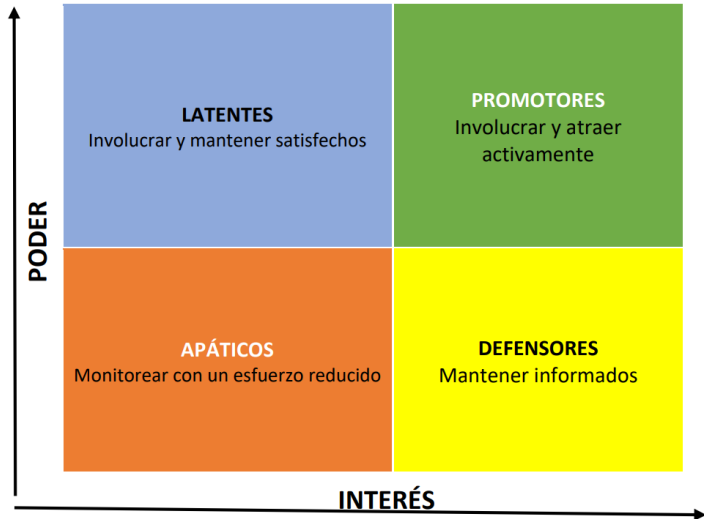 LATENTES
Involucrar y mantener satisfechos
PROMOTORES
Involucrar y atraer
activamente
PODER
APÁTICOS
Monitorear con un esfuerzo reducido
DEFENSORES
Mantener informados
INTERÉS